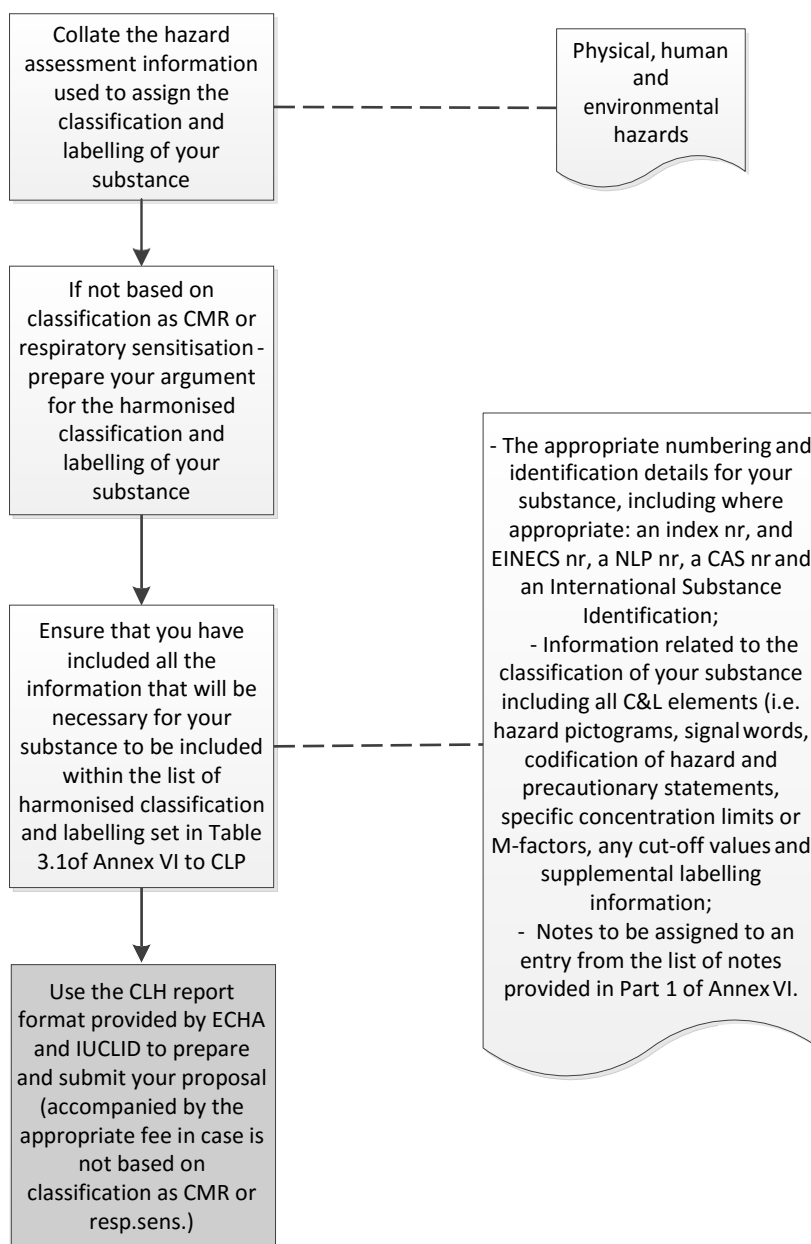 Collate the hazard
assessment information
used to assign the
classification and
labelling of your
substance
Physical, human
and
environmental
hazards
If not based on
classification as CMR or
respiratory sensitisation -
prepare your argument
for the harmonised
classification and
labelling of your
substance
Ensure that you have
included all the
information that will be
necessary for your
substance to be included
within the list of
harmonised classification
and labelling set in Table
3.1of Annex VI to CLP
- The appropriate numbering and
identification details for your
substance, including where
appropriate: an index nr, and
EINECS nr, a NLP nr, a CAS nr and
an International Substance
Identification;
- Information related to the
classification of your substance
including all C&L elements (i.e.
hazard pictograms, signal words,
codification of hazard and
precautionary statements,
specific concentration limits or
M-factors, any cut-off values and
supplemental labelling
information;
- Notes to be assigned to an
entry from the list of notes
provided in Part 1 of Annex VI.
Use the CLH report
format provided by ECHA
and IUCLID to prepare
and submit your proposal
(accompanied by the
appropriate fee in case is
not based on
classification as CMR or
resp.sens.)